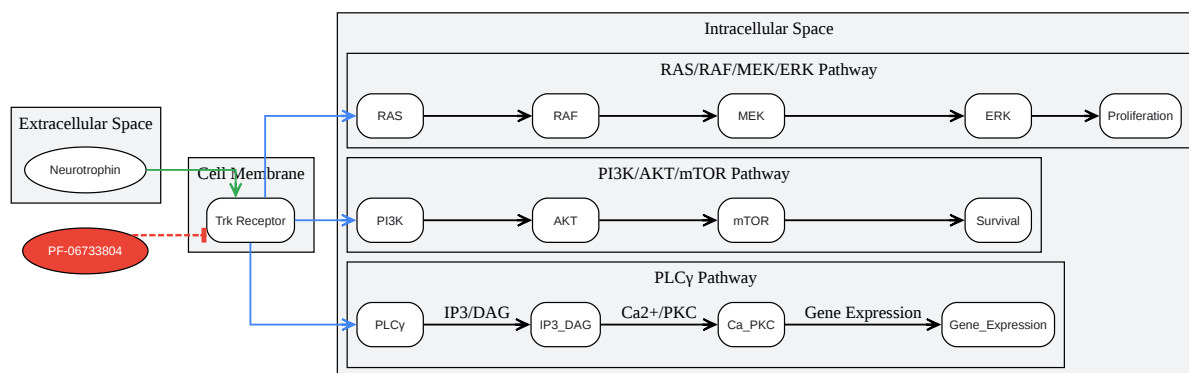 Intracellular Space
RAS/RAF/MEK/ERK Pathway
RAS
RAF
MEK
ERK
Proliferation
Extracellular Space
Neurotrophin
Cell Membrane
Trk Receptor
PF-06733804
PI3K/AKT/mTOR Pathway
PI3K
AKT
mTOR
Survival
PLCγ Pathway
PLCγ
IP3/DAG
IP3_DAG
Ca2+/PKC
Ca_PKC
Gene Expression
Gene_Expression